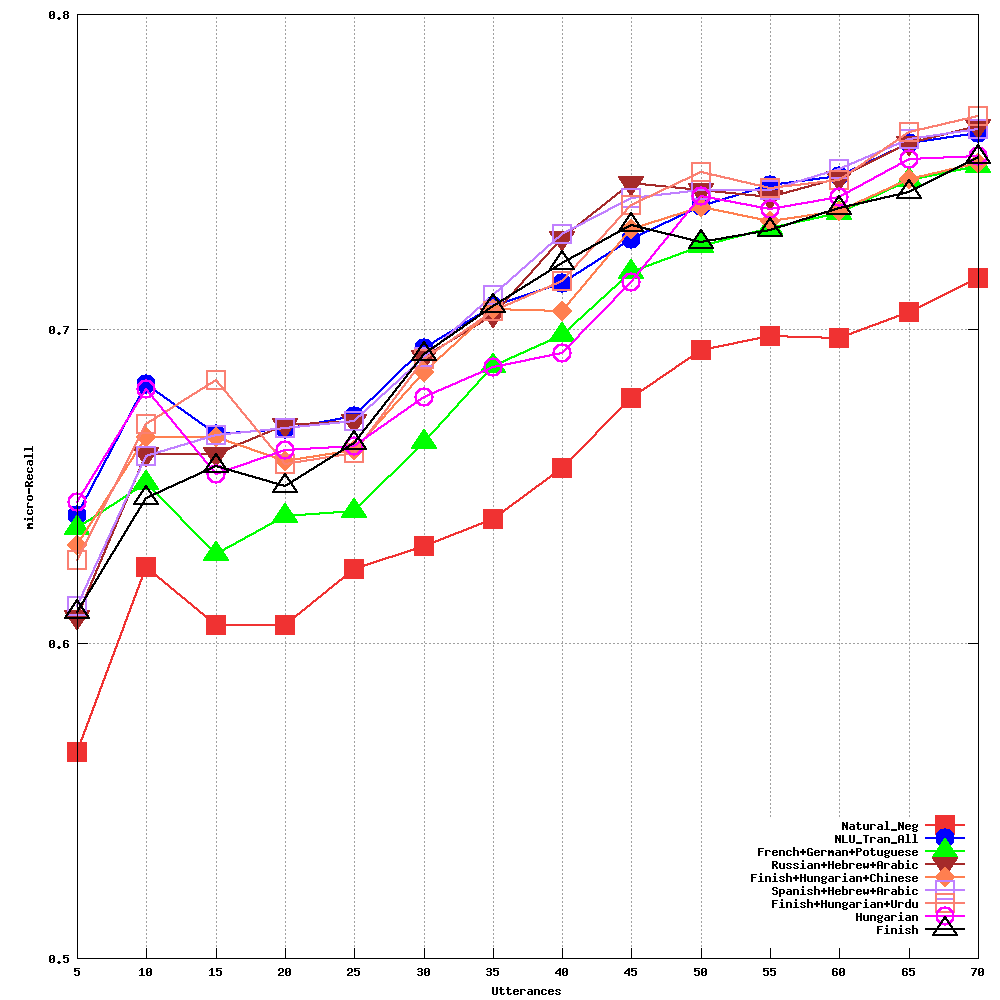 0.8
0.7
0.6
0.5
micro-Recall
5 10 15 20 25 30 35 40 45 50 55 60 65 70
Utterances
Natural_Neg
NLU_Tran_All
French+German+Potuguese
Russian+Hebrew+Arabic
Finish+Hungarian+Chinese
Spanish+Hebrew+Arabic
Finish+Hungarian+Urdu
Hungarian
Finish